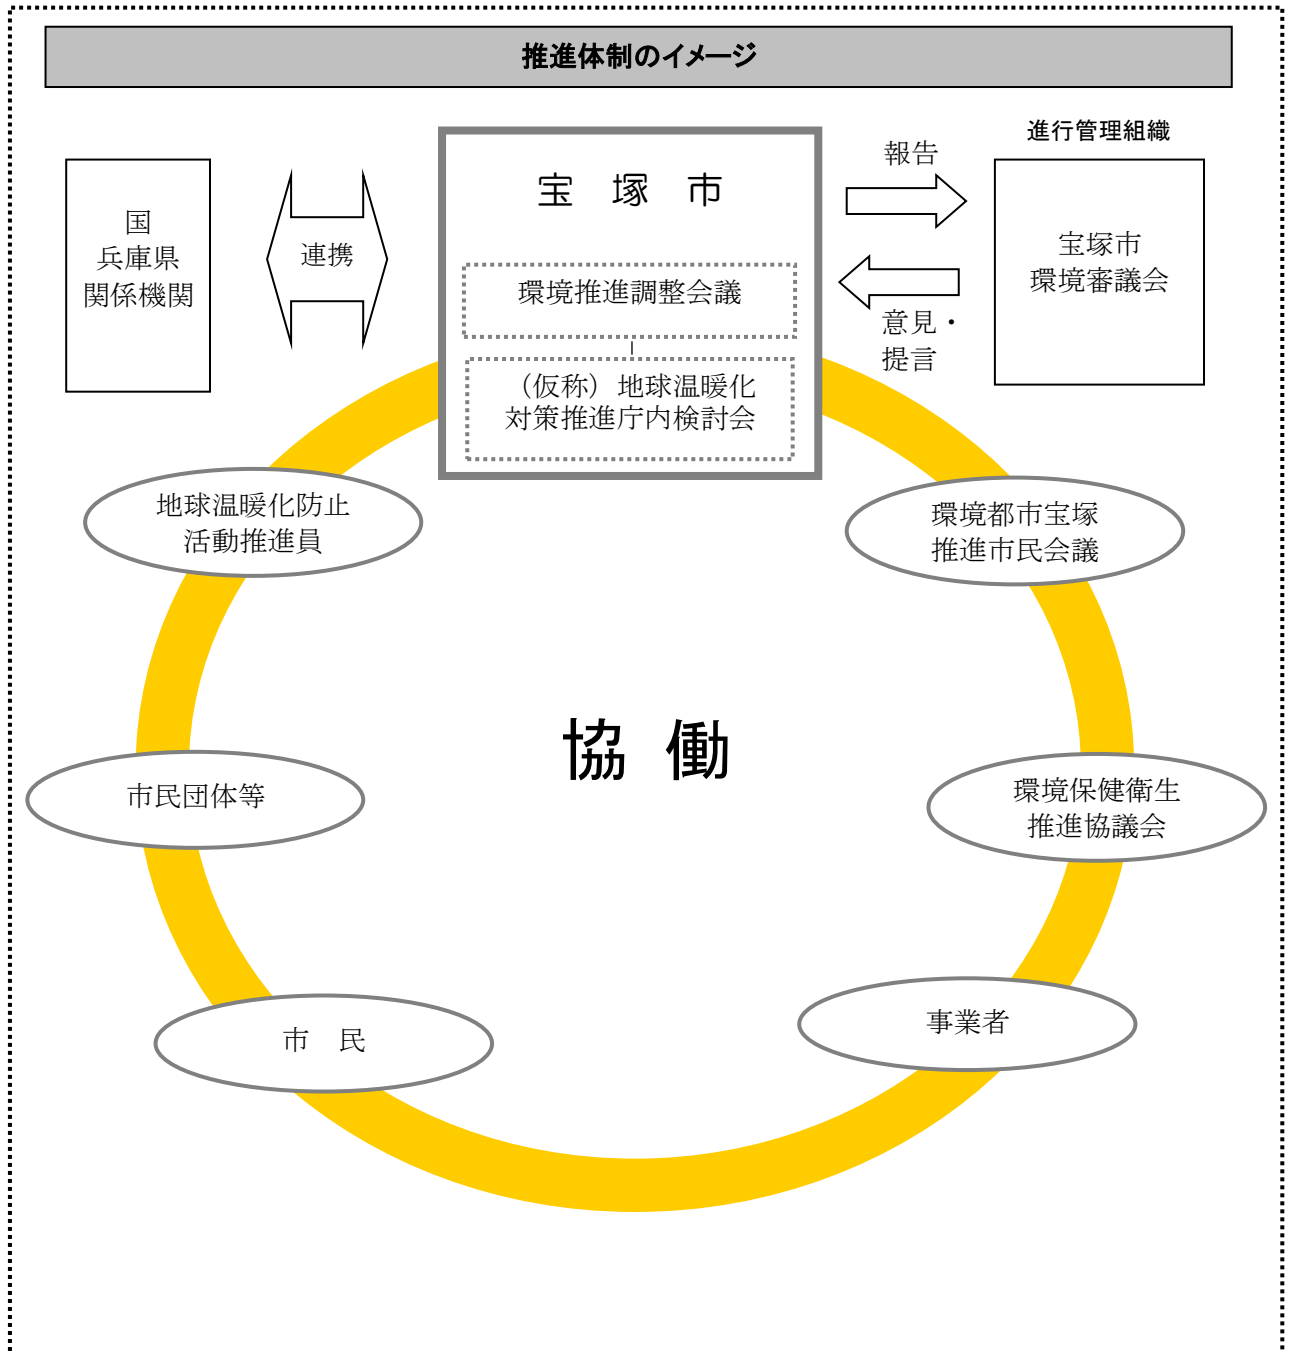 推進体制のイメージ
進行管理組織
国
兵庫県
関係機関
連携
宝　塚　市
環境推進調整会議
（仮称）地球温暖化
対策推進庁内検討会
報告
意見・
提言
宝塚市
環境審議会
地球温暖化防止
活動推進員
環境都市宝塚
推進市民会議
協 働
市民団体等
環境保健衛生
推進協議会
市　民
事業者